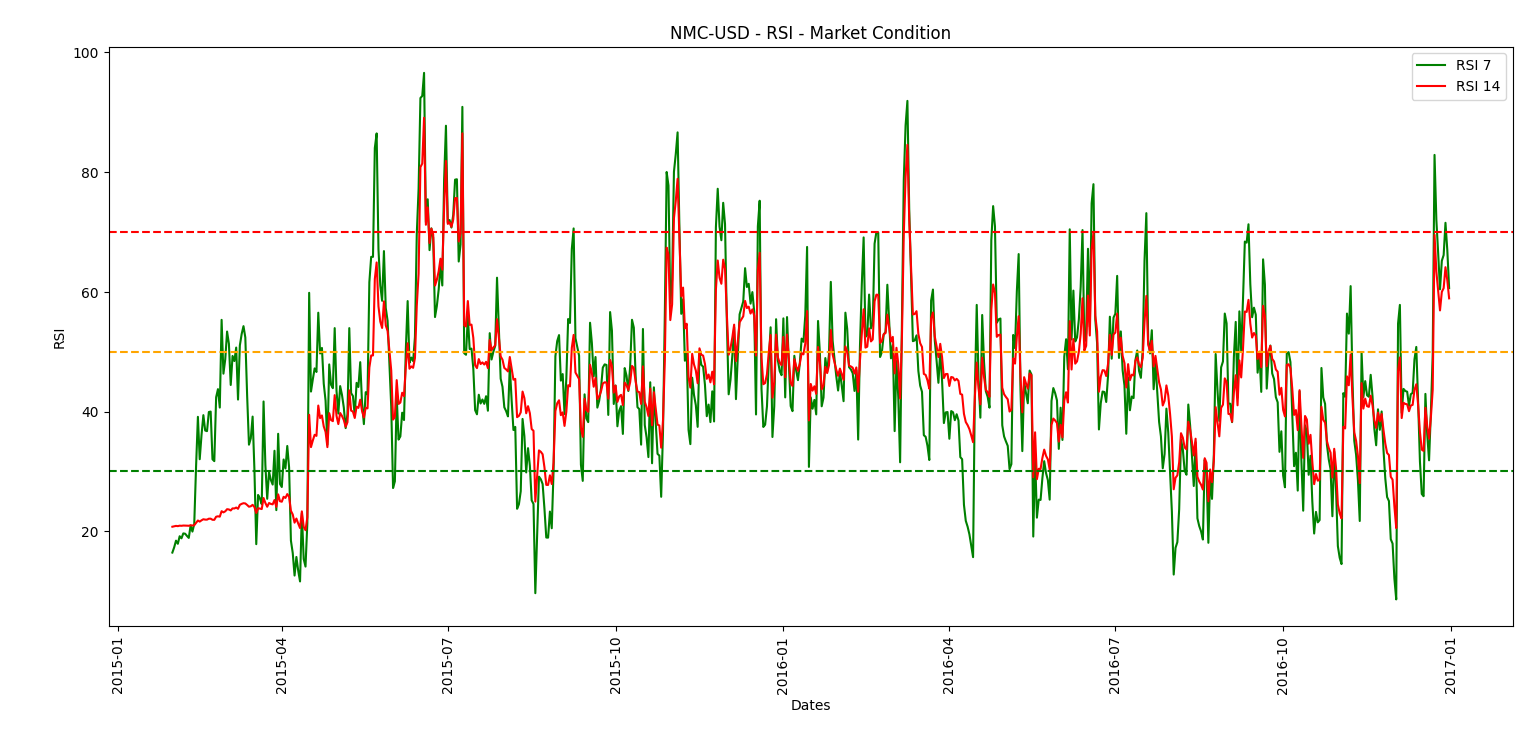 NMC-USD - RSI - Market Condition
RSI 7
RSI 14
100
80
60
40
20
RSI
2015-01
2015-04
2015-07
2015-10
2016-01
2016-04
2016-07
2016-10
2017-01
Dates